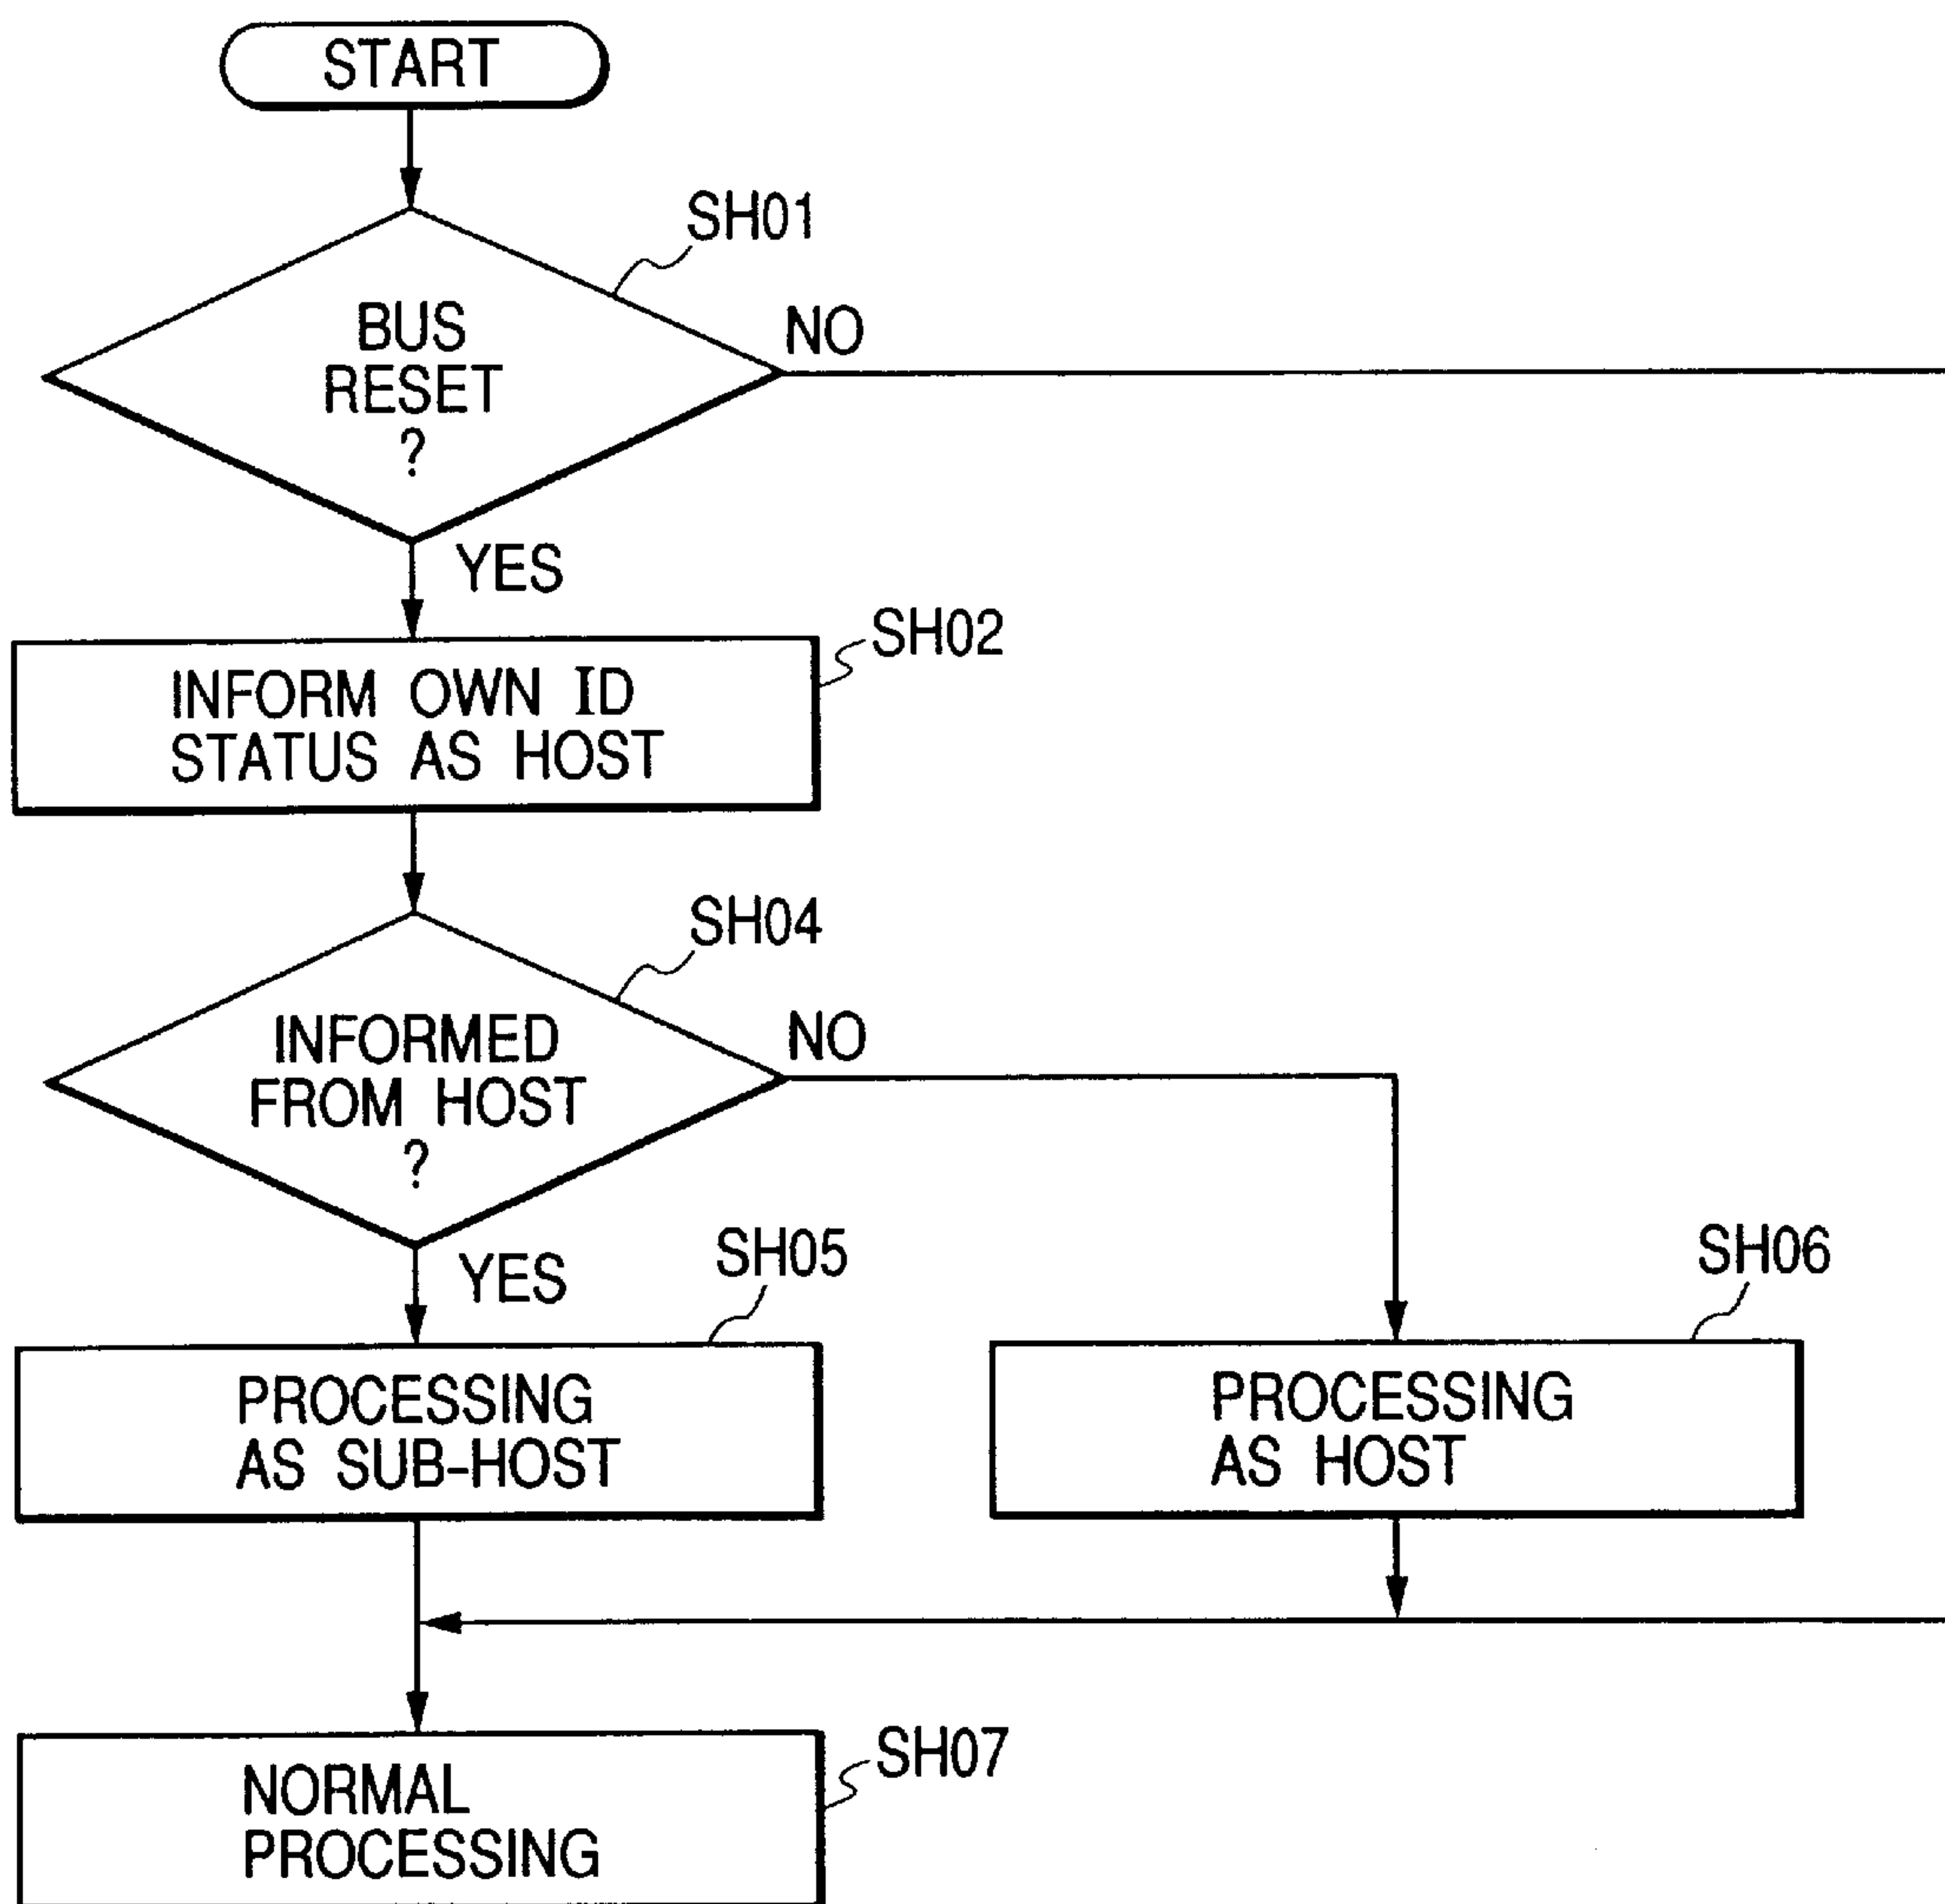 START
SH01
BUS
RESET
?
NO
YES
SH02
INFORM OWN ID
STATUS AS HOST
SH04
INFORMED
FROM HOST
?
NO
YES
SH05
SH06
PROCESSING
AS SUB-HOST
PROCESSING
AS HOST
SH07
NORMAL
PROCESSING